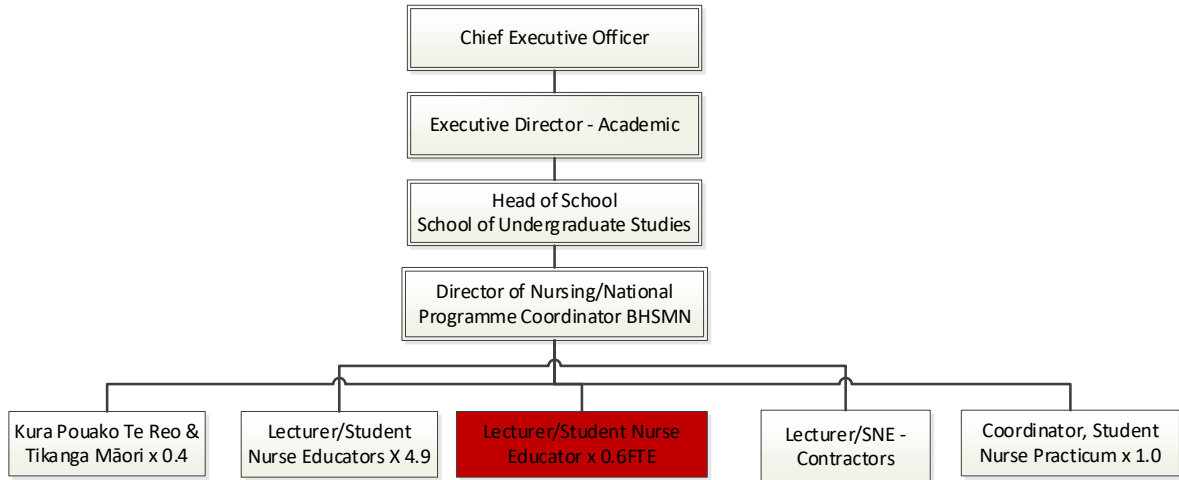 Chief Executive Officer
Executive Director - Academic
Head of School
School of Undergraduate Studies
Director of Nursing/National
Programme Coordinator BHSMN
Kura Pouako Te Reo &
Tikanga Māori x 0.4
Lecturer/Student
Nurse Educators X 4.9
Lecturer/Student Nurse
Educator x 0.6FTE
Lecturer/SNE -
Contractors
Coordinator, Student
Nurse Practicum x 1.0